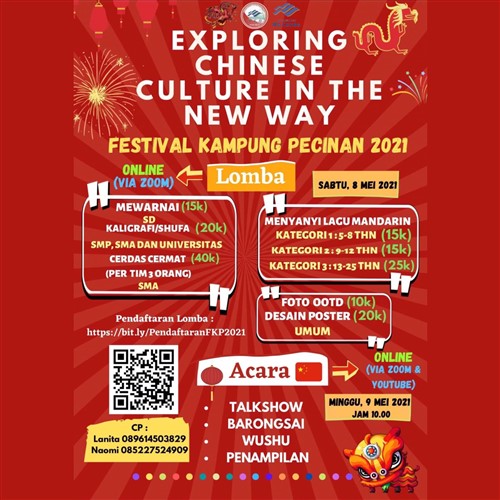 EXPLORING
CHINESE
CULTURE IN THE
NEW WAY
FESTIVAL KAMPUNG PECINAN 2021
ONLINE
(VIA ZOOM)
Lomba
SABTU, 8 MEI 2021
MEWARNAI (15k)
SD
KALIGRAFI/SHUFA (20k)
SMP, SMA DAN UNIVERSITAS
CERDAS CERMAT (40k)
(PER TIM 3 ORANG)
SMA
MENYANYI LAGU MANDARIN
KATEGORI 1 : 5-8 THN (15k)
KATEGORI 2 : 9-12 THN (15k)
KATEGORI 3 : 13-25 THN (25k)
FOTO OOTD (10k)
DESAIN POSTER (20k)
UMUM
Pendaftaran Lomba :
https://bit.ly/PendaftaranFKP2021
Acara
ONLINE
(VIA ZOOM &
YOUTUBE)
MINGGU, 9 MEI 2021
JAM 10.00
• TALKSHOW
• BARONGSAI
• WUSHU
• PENAMPILAN
CP :
Lanita 089614503829
Naomi 085227524909